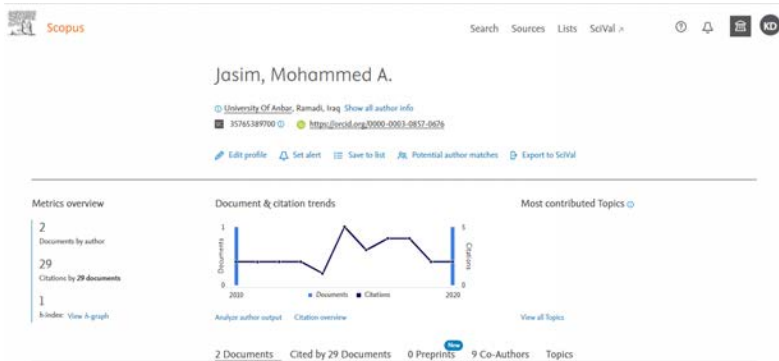 Scopus
Search Sources Lists SciVal ↗
KD
Jasim, Mohammed A.
University Of Anbar, Ramadi, Iraq Show all author info
35765389700 https://orcid.org/0000-0003-0857-0676
Edit profile Set alert Save to list Potential author matches Export to SciVal
Metrics overview
2
Documents by author
29
Citations by 29 documents
1
h-index: View h-graph
Document & citation trends
1
5
Documents
Citations
0
0
2010
2020
Documents Citations
Analyze author output Citation overview
Most contributed Topics
View all Topics
New
2 Documents Cited by 29 Documents 0 Preprints 9 Co-Authors Topics